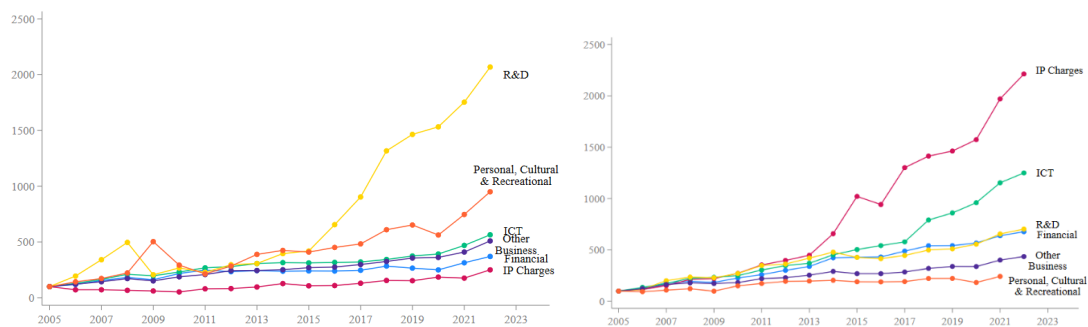 2500
2000
1500
1000
500
0
2005
2007
2009
2011
2013
2015
2017
2019
2021
2023
R&D
Personal, Cultural
& Recreational
ICT
Other
Business
Financial
IP Charges
2500
2000
1500
1000
500
0
2005
2007
2009
2011
2013
2015
2017
2019
2021
2023
IP Charges
ICT
R&D
Financial
Other
Business
Personal, Cultural
& Recreational